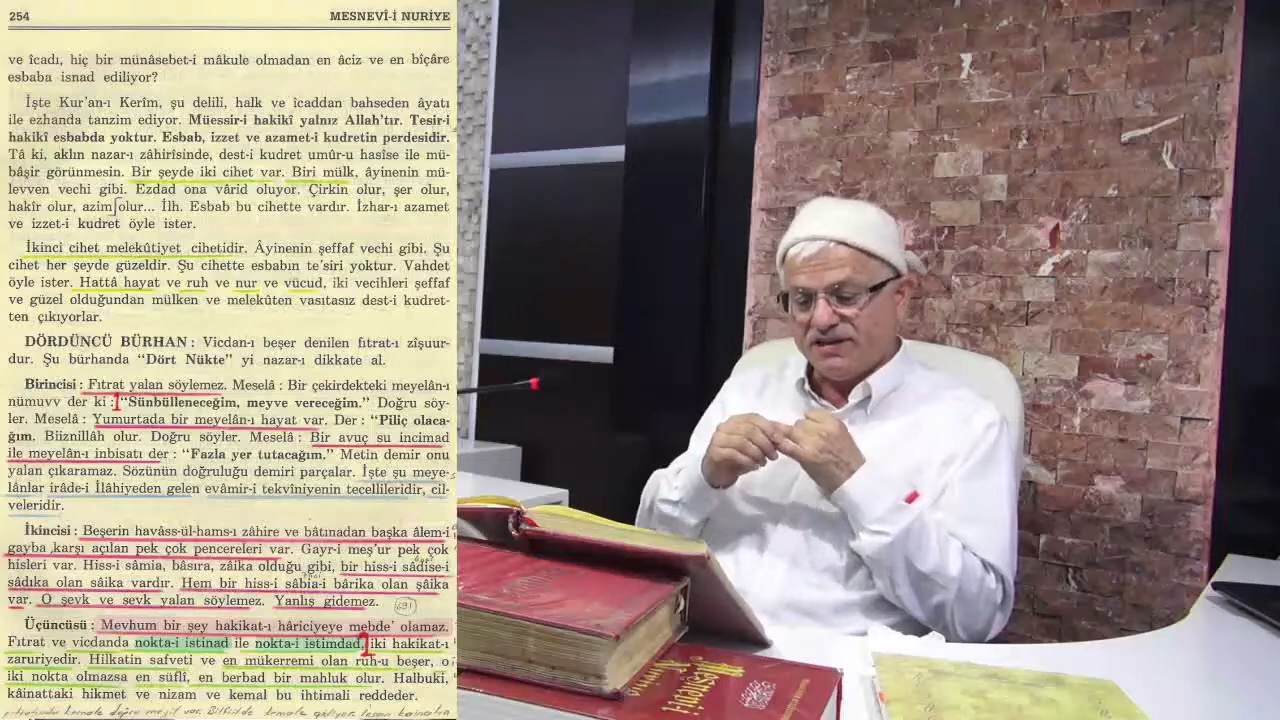 254 MESNEVÎ-İ NURİYE
ve îcadı, hiç bir münâsebet-i mâkule olmadan en âciz ve en bîçâre
esbaba isnad ediliyor?
İşte Kur'an-ı Kerîm, şu delili, halk ve îcaddan bahseden âyatı
ile ezhanda tanzim ediyor. Müessir-i hakikî yalnız Allah'tır. Tesir-i
hakikî esbabda yoktur. Esbab, izzet ve azamet-i kudretin perdesidir.
Tâ ki, aklın nazar-ı zâhirîsinde, dest-i kudret umûr-u hasîse ile mü-
bâşir görünmesin. Bir şeyde iki cihet var. Biri mülk, âyinenin mü-
levven vechi gibi. Ezdad ona vârid oluyor. Çirkin olur, şer olur,
hakîr olur, azim olur... İlh. Esbab bu cihette vardır. İzhar-ı azamet
ve izzet-i kudret öyle ister.
İkinci cihet melekûtiyet cihetidir. Âyinenin şeffaf vechi gibi. Şu
cihet her şeyde güzeldir. Şu cihette esbabın te'siri yoktur. Vahdet
öyle ister. Hattâ hayat ve ruh ve nur ve vücud, iki vecihleri şeffaf
ve güzel olduğundan mülken ve melekûten vasıtasız dest-i kudret-
ten çıkıyorlar.
DÖRDÜNCÜ BÜRHAN : Vicdan-ı beşer denilen fıtrat-ı zîşuur-
dur. Şu bürhanda "Dört Nükte" yi nazar-ı dikkate al.
Birincisi : Fıtrat yalan söylemez. Meselâ : Bir çekirdekteki meyelân-ı
nümuvv der ki : "Sünbülleneceğim, meyve vereceğim." Doğru söy-
ler. Meselâ : Yumurtada bir meyelân-ı hayat var. Der : "Piliç olaca-
ğım. Biiznillâh olur. Doğru söyler. Meselâ : Bir avuç su incimad
ile meyelân-ı inbisatı der : "Fazla yer tutacağım." Metin demir onu
yalan çıkaramaz. Sözünün doğruluğu demiri parçalar. İşte şu meye-
lânlar irâde-i İlâhiyeden gelen evâmir-i tekvîniyenin tecellileridir, cil-
veleridir.
İkincisi : Beşerin havâss-ül-hams-ı zâhire ve bâtınadan başka âlem-i
gayba karşı açılan pek çok pencereleri var. Gayr-i meş'ur pek çok
hisleri var. Hiss-i sâmia, bâsıra, zâika olduğu gibi, bir hiss-i sâdise-i
sâdıka olan sâika vardır. Hem bir hiss-i sâbia-i bârika olan şâika
var. O şevk ve sevk yalan söylemez. Yanlış gidemez.
Üçüncüsü : Mevhum bir şey hakikat-ı hâriciyeye mebde' olamaz.
Fıtrat ve vicdanda nokta-i istinad ile nokta-i istimdad, iki hakikat-ı
zaruriyedir. Hilkatin safveti ve en mükerremi olan ruh-u beşer, o
iki nokta olmazsa en süfli, en berbad bir mahluk olur. Halbuki,
kâinattaki hikmet ve nizam ve kemal bu ihtimali reddeder.